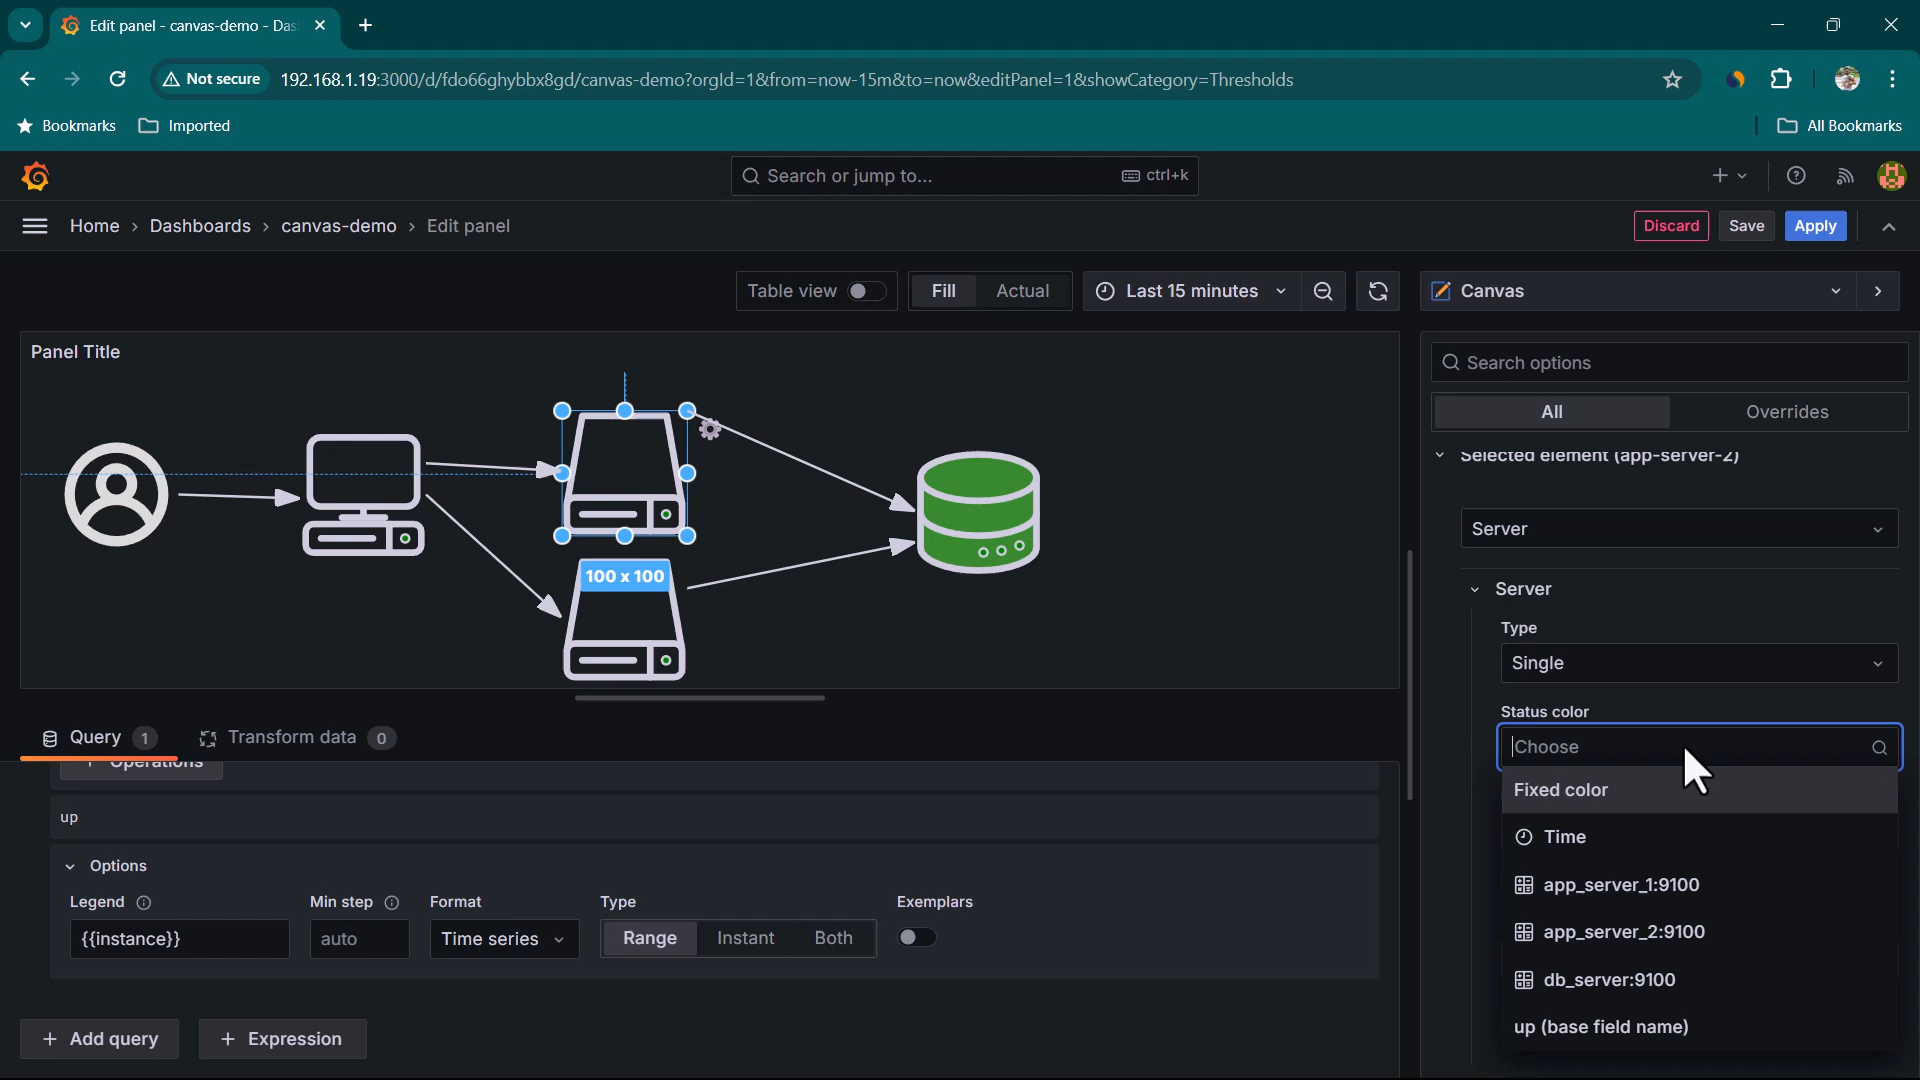 Edit panel - canvas-demo - Das
Not secure
192.168.1.19:3000/d/fdo66ghybbx8gd/canvas-demo?orgId=1&from=now-15m&to=now&editPanel=1&showCategory=Thresholds
Bookmarks
Imported
All Bookmarks
Search or jump to...
ctrl+k
Home > Dashboards > canvas-demo > Edit panel
Discard
Save
Apply
Table view
Fill
Actual
Last 15 minutes
Canvas
Panel Title
100 x 100
Search options
All
Overrides
Selected element (app-server-2)
Server
Server
Type
Single
Status color
Choose
Fixed color
Time
app_server_1:9100
app_server_2:9100
db_server:9100
up (base field name)
Query 1
Transform data 0
+ Operations
up
Options
Legend
Min step
Format
Type
Exemplars
{{instance}}
auto
Time series
Range
Instant
Both
+ Add query
+ Expression